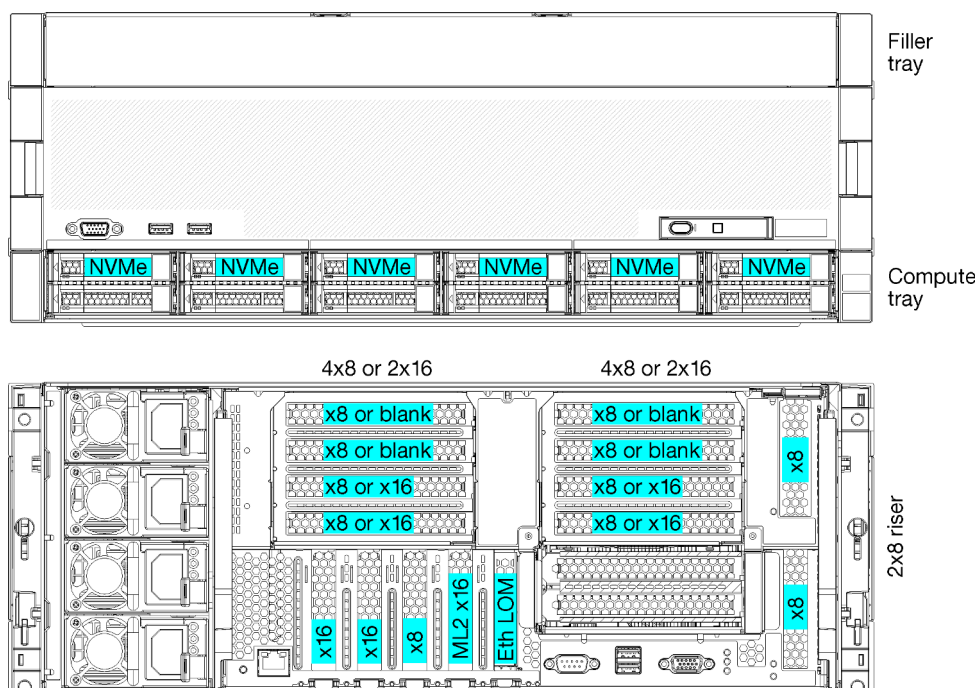 Filler
tray
NVMe NVMe NVMe NVMe NVMe NVMe
Compute
tray
4x8 or 2x16 4x8 or 2x16
x8 or blank x8 or blank
x8 or blank x8 or blank
x8 or x16 x8 or x16
x8 or x16 x8 or x16
x8
2x8 riser
x16
x16
x8
ML2 x16
Eth LOM
x8